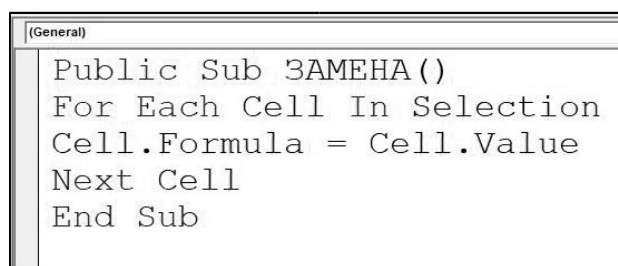 (General)
Public Sub ЗАМЕНА()
For Each Cell In Selection
Cell.Formula = Cell.Value
Next Cell
End Sub